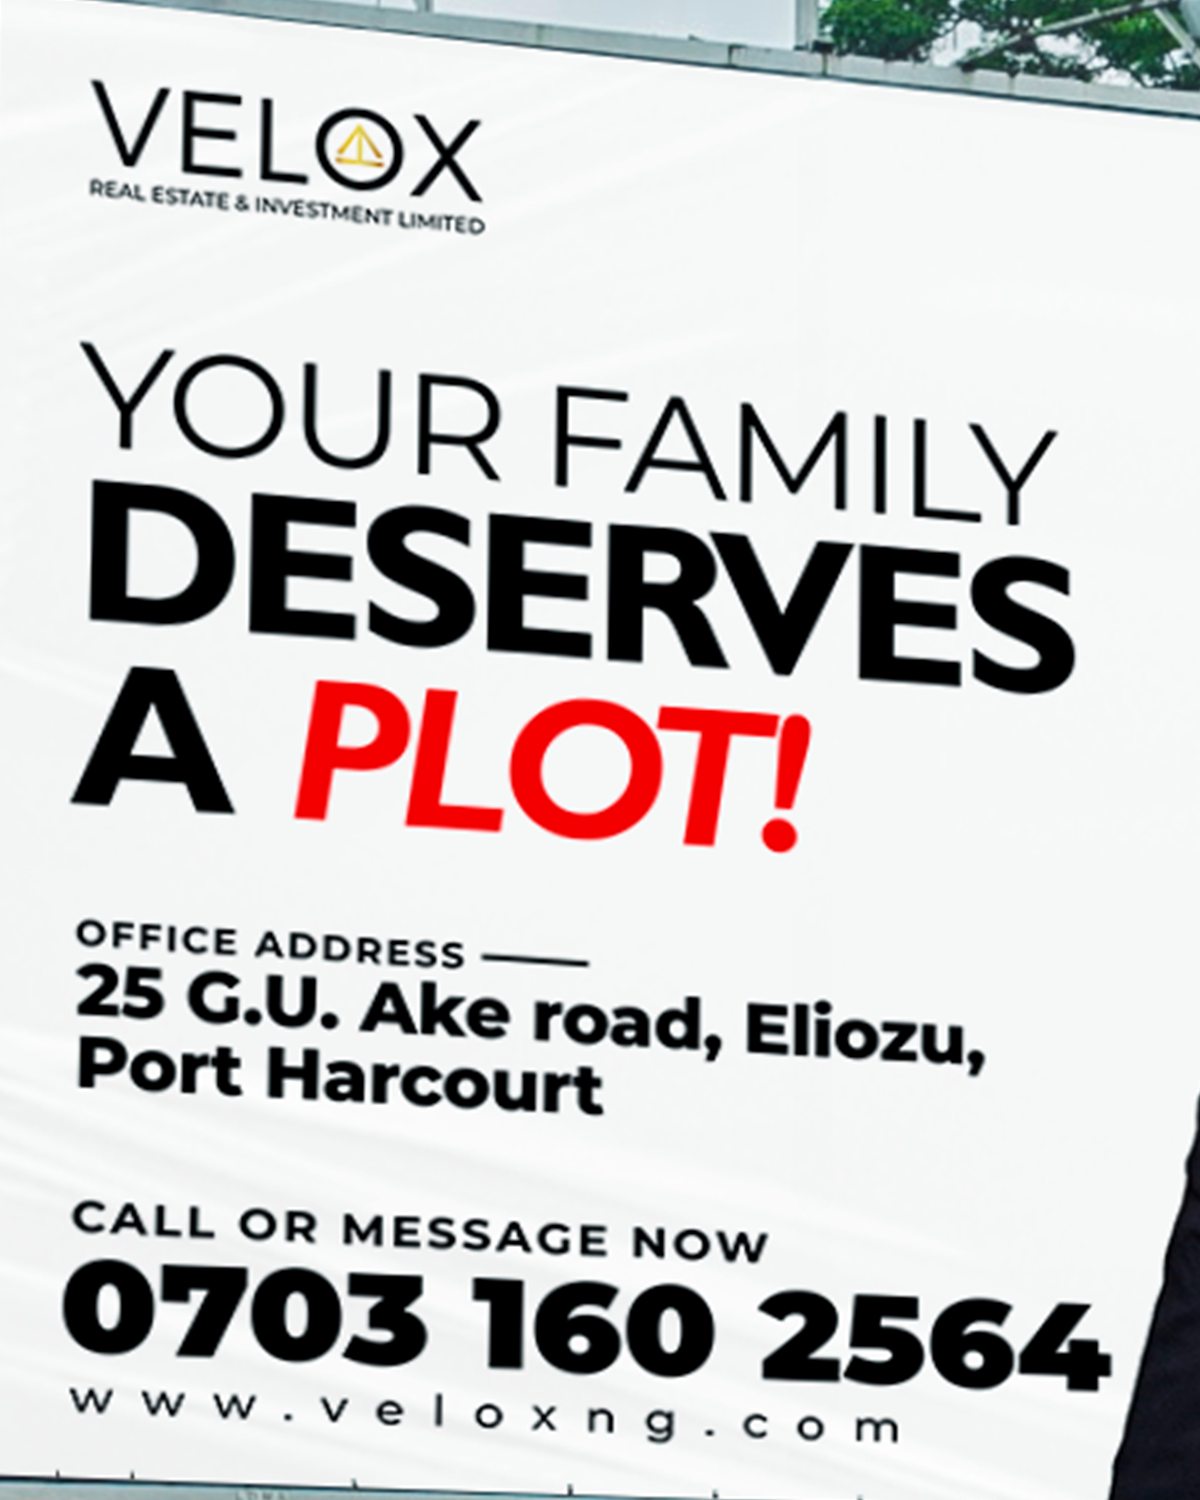 VELOX
REAL ESTATE & INVESTMENT LIMITED
YOUR FAMILY
DESERVES
A PLOT!
OFFICE ADDRESS
25 G.U. Ake road, Eliozu,
Port Harcourt
CALL OR MESSAGE NOW
0703 160 2564
www.veloxng.com